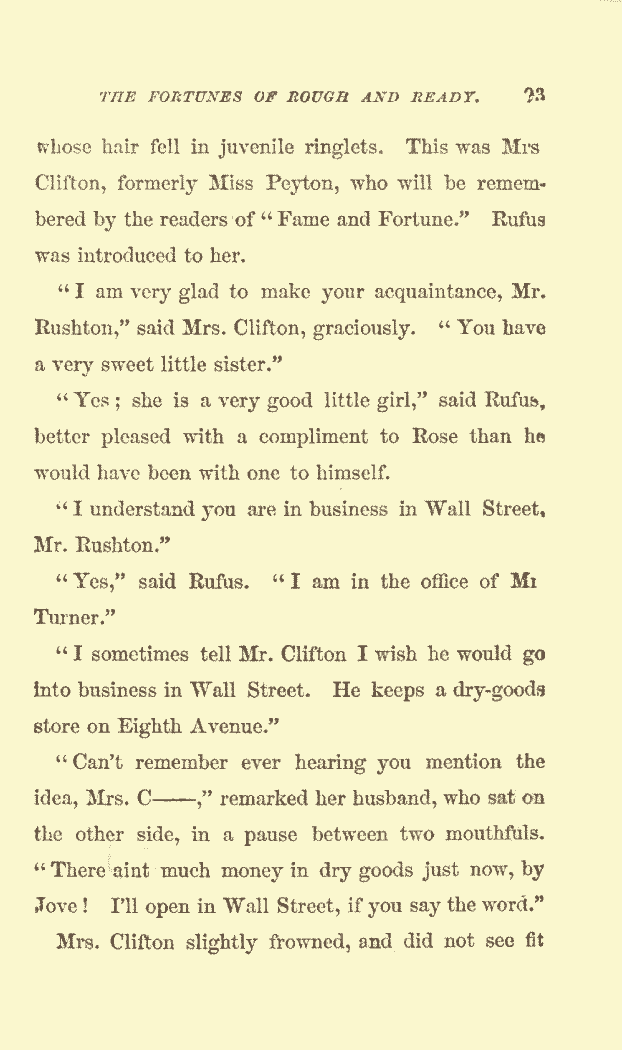 THE FORTUNES OF ROUGH AND READY. 93
whose hair fell in juvenile ringlets. This was Mrs
Clifton, formerly Miss Peyton, who will be remem-
bered by the readers of “Fame and Fortune.” Rufus
was introduced to her.
“I am very glad to make your acquaintance, Mr.
Rushton,” said Mrs. Clifton, graciously. “You have
a very sweet little sister.”
“Yes; she is a very good little girl,” said Rufus,
better pleased with a compliment to Rose than he
would have been with one to himself.
“I understand you are in business in Wall Street,
Mr. Rushton.”
“Yes,” said Rufus. “I am in the office of Mr
Turner.”
“I sometimes tell Mr. Clifton I wish he would go
into business in Wall Street. He keeps a dry-goods
store on Eighth Avenue.”
“Can’t remember ever hearing you mention the
idea, Mrs. C——,” remarked her husband, who sat on
the other side, in a pause between two mouthfuls.
“There aint much money in dry goods just now, by
Jove! I’ll open in Wall Street, if you say the word.”
Mrs. Clifton slightly frowned, and did not see fit